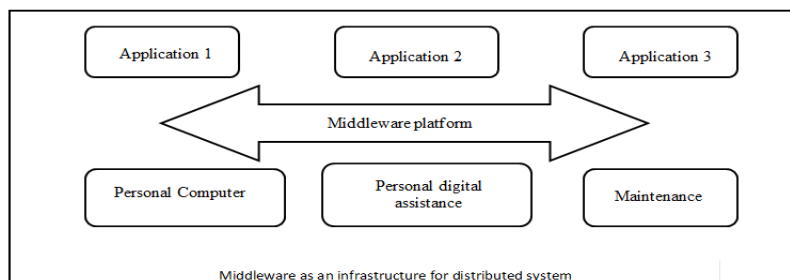 Application 1
Application 2
Application 3
Middleware platform
Personal Computer
Personal digital
assistance
Maintenance
Middleware as an infrastructure for distributed system